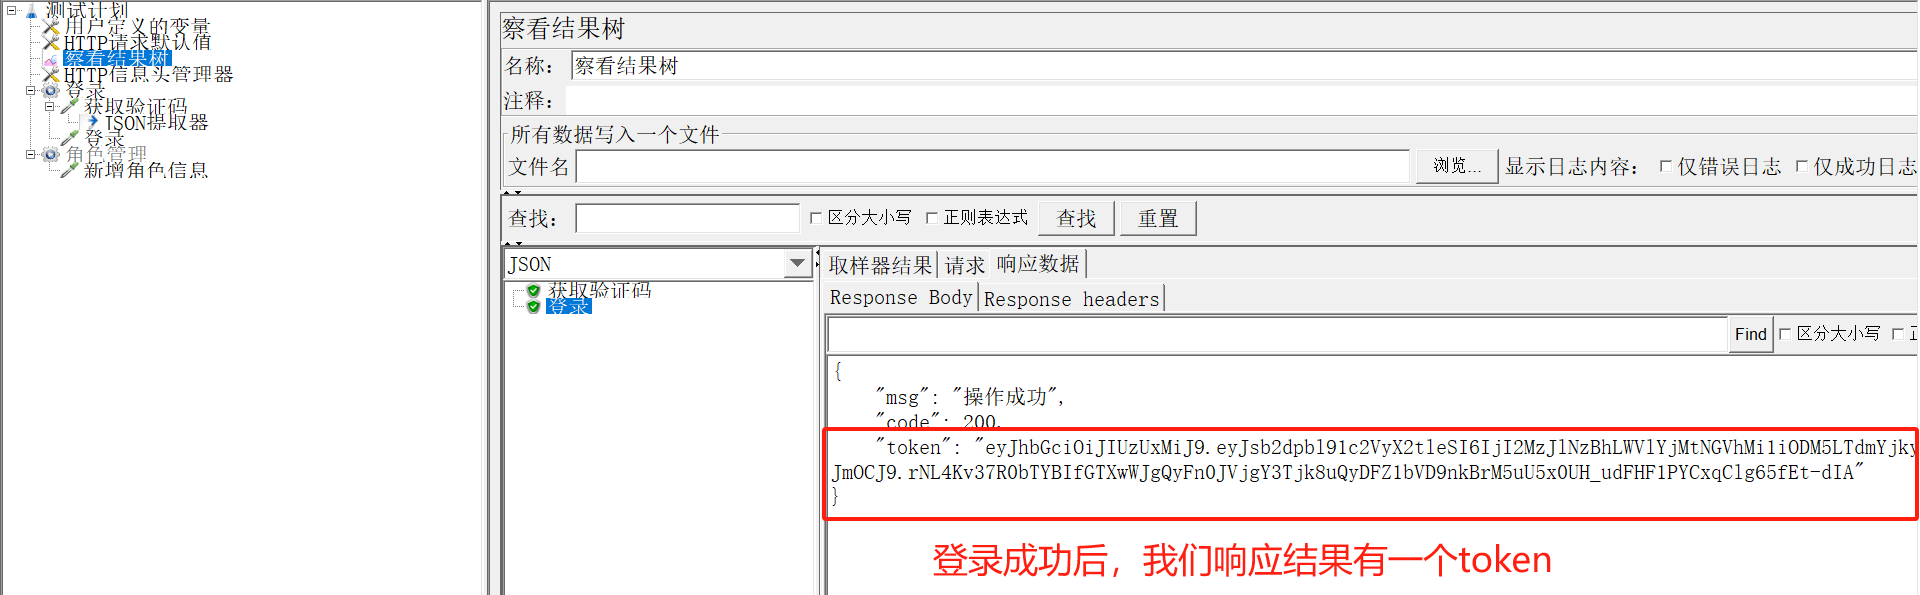 测试计划
用户定义的变量
HTTP请求默认值
察看结果树
HTTP信息头管理器
登录
获取验证码
JSON提取器
登录
角色管理
新增角色信息
察看结果树
名称： 察看结果树
注释：
所有数据写入一个文件
文件名 浏览... 显示日志内容： 仅错误日志 仅成功日志
查找： 区分大小写 正则表达式 查找 重置
JSON
获取验证码
登录
取样器结果 请求 响应数据
Response Body Response headers
Find 区分大小写 正
{
"msg": "操作成功",
"code": 200,
"token": "eyJhbGciOiJIUzUxMiJ9.eyJsb2dpbl91c2VyX2tleSI6IjI2MzJlNzBhLWVlYjMtNGVhMi1iODM5LTdmYjky
JmOCJ9.rNL4Kv37R0bTYBIfGTXwWJgQyFn0JVjgY3Tjk8uQyDFZ1bVD9nkBrM5uU5x0UH_udFHF1PYCxqClg65fEt-dIA"
}
登录成功后，我们响应结果有一个token